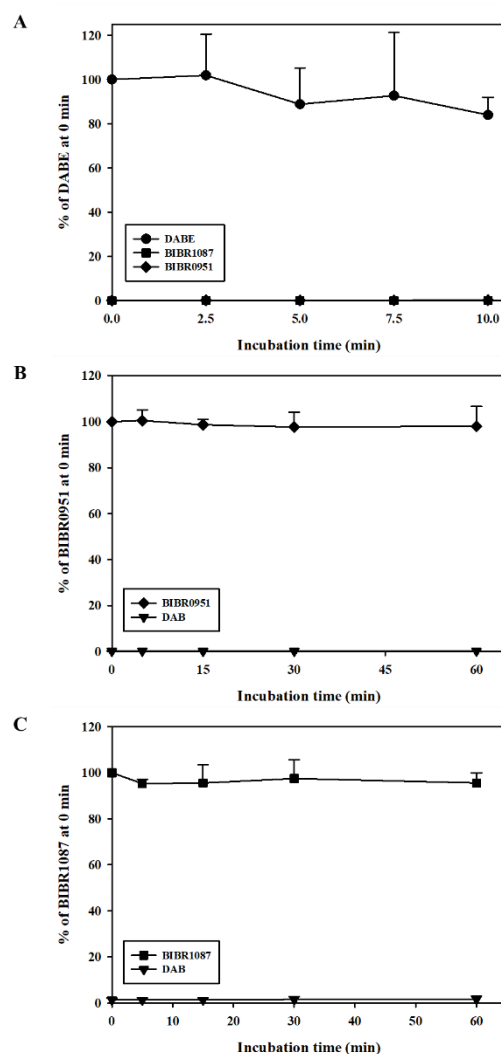 A
120
100
80
60
40
20
0
% of DABE at 0 min
DABE
BIBR1087
BIBR0951
0.0 2.5 5.0 7.5 10.0
Incubation time (min)
B
120
100
80
60
40
20
0
% of BIBR0951 at 0 min
BIBR0951
DAB
0 15 30 45 60
Incubation time (min)
C
120
100
80
60
40
20
0
% of BIBR1087 at 0 min
BIBR1087
DAB
0 10 20 30 40 50 60
Incubation time (min)